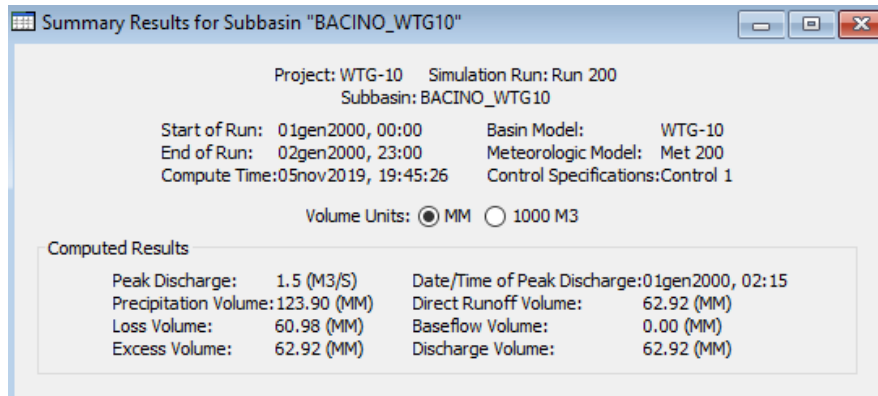 Summary Results for Subbasin "BACINO_WTG10"
Project: WTG-10 Simulation Run: Run 200
Subbasin: BACINO_WTG10
Start of Run: 01gen2000, 00:00 Basin Model: WTG-10
End of Run: 02gen2000, 23:00 Meteorologic Model: Met 200
Compute Time:05nov2019, 19:45:26 Control Specifications:Control 1
Volume Units: MM 1000 M3
Computed Results
Peak Discharge: 1.5 (M3/S) Date/Time of Peak Discharge:01gen2000, 02:15
Precipitation Volume:123.90 (MM) Direct Runoff Volume: 62.92 (MM)
Loss Volume: 60.98 (MM) Baseflow Volume: 0.00 (MM)
Excess Volume: 62.92 (MM) Discharge Volume: 62.92 (MM)